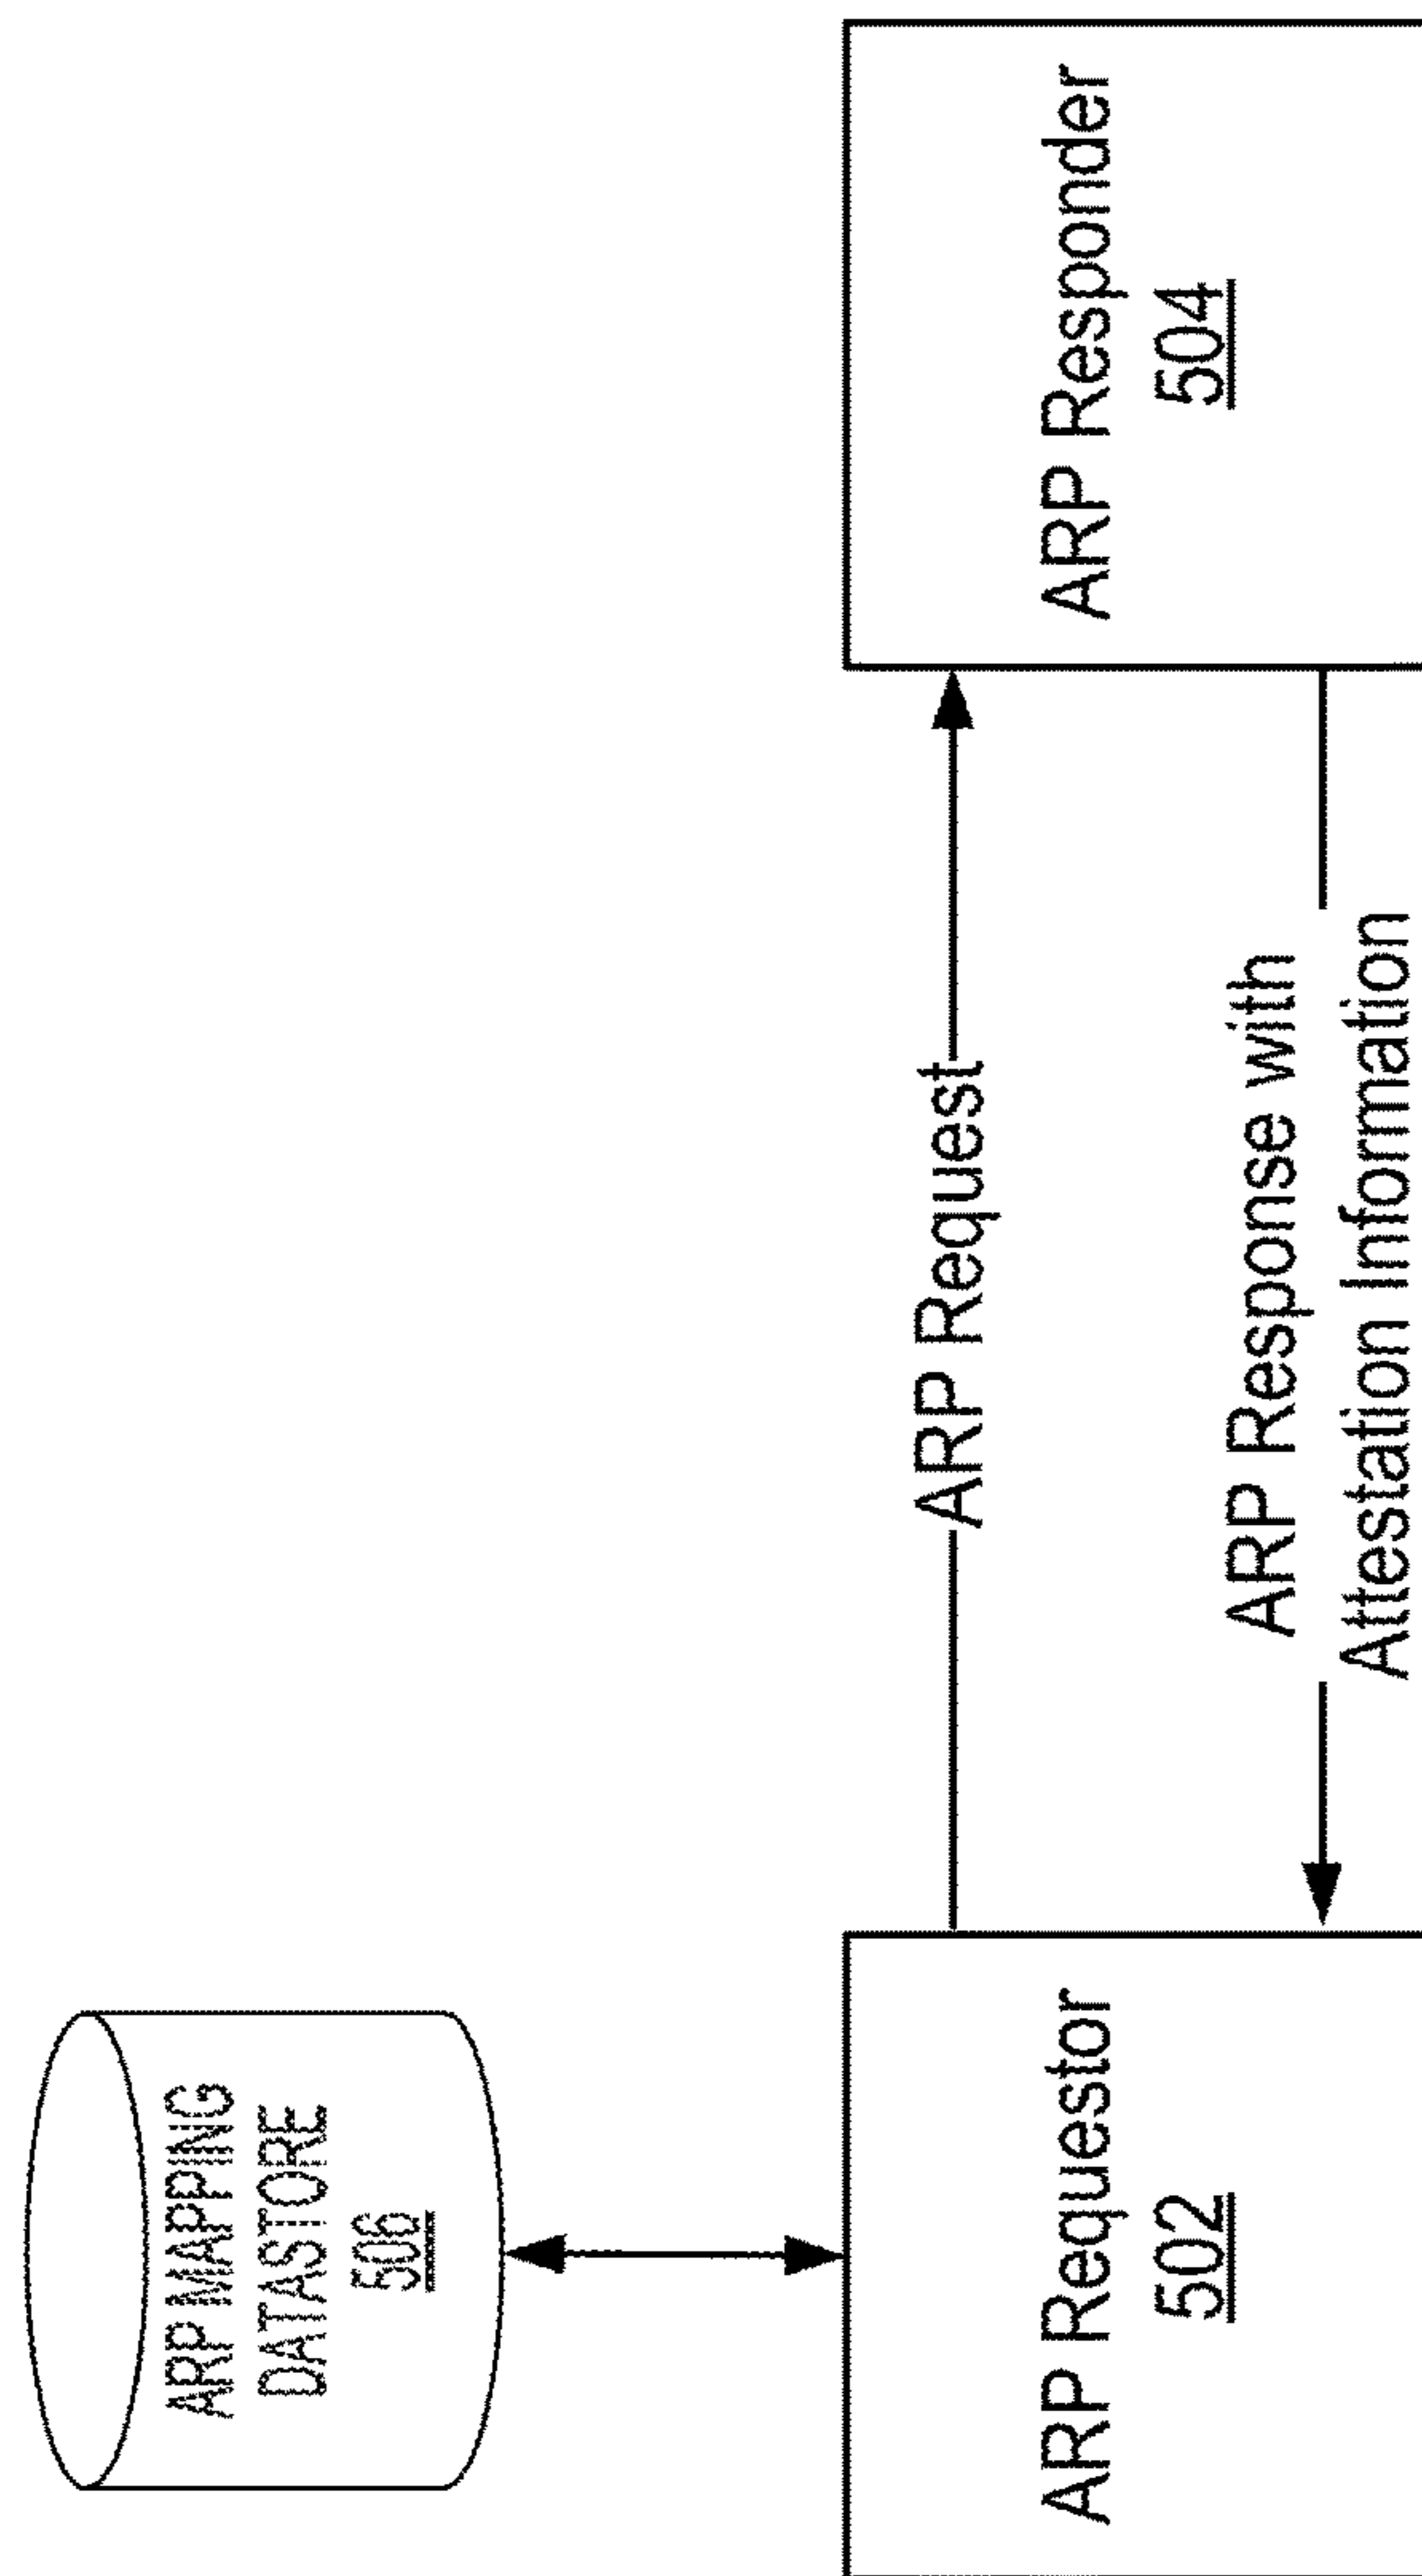 ARP MAPPING
DATASTORE
506
ARP Requestor
502
ARP Request
ARP Response with
Attestation Information
ARP Responder
504